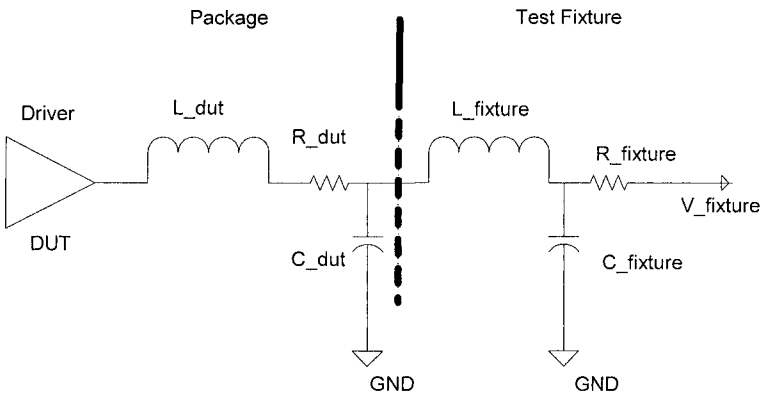 Package
Test Fixture
Driver
L_dut
L_fixture
R_dut
R_fixture
V_fixture
DUT
C_dut
C_fixture
GND
GND